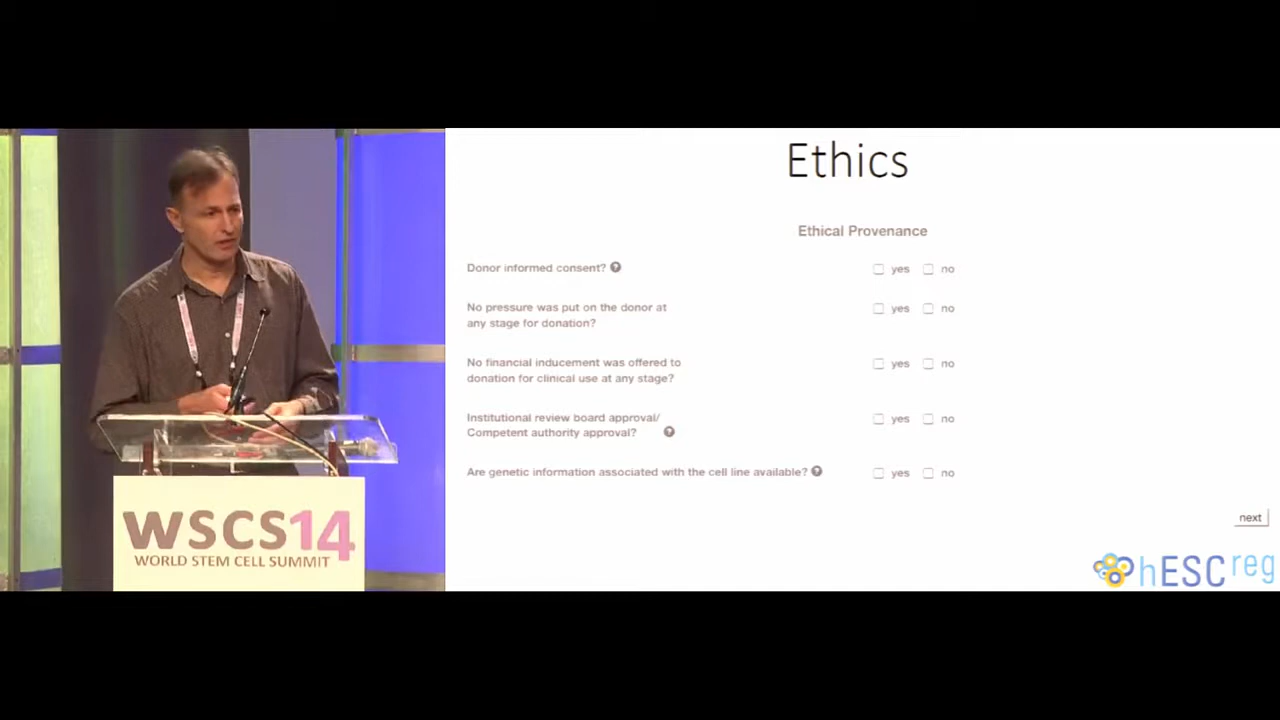 Ethics
Ethical Provenance
Donor informed consent?
yes
no
No pressure was put on the donor at
any stage for donation?
yes
no
No financial inducement was offered to
donation for clinical use at any stage?
yes
no
Institutional review board approval/
Competent authority approval?
yes
no
Are genetic information associated with the cell line available?
yes
no
next
hESCreg
WSCS14
WORLD STEM CELL SUMMIT